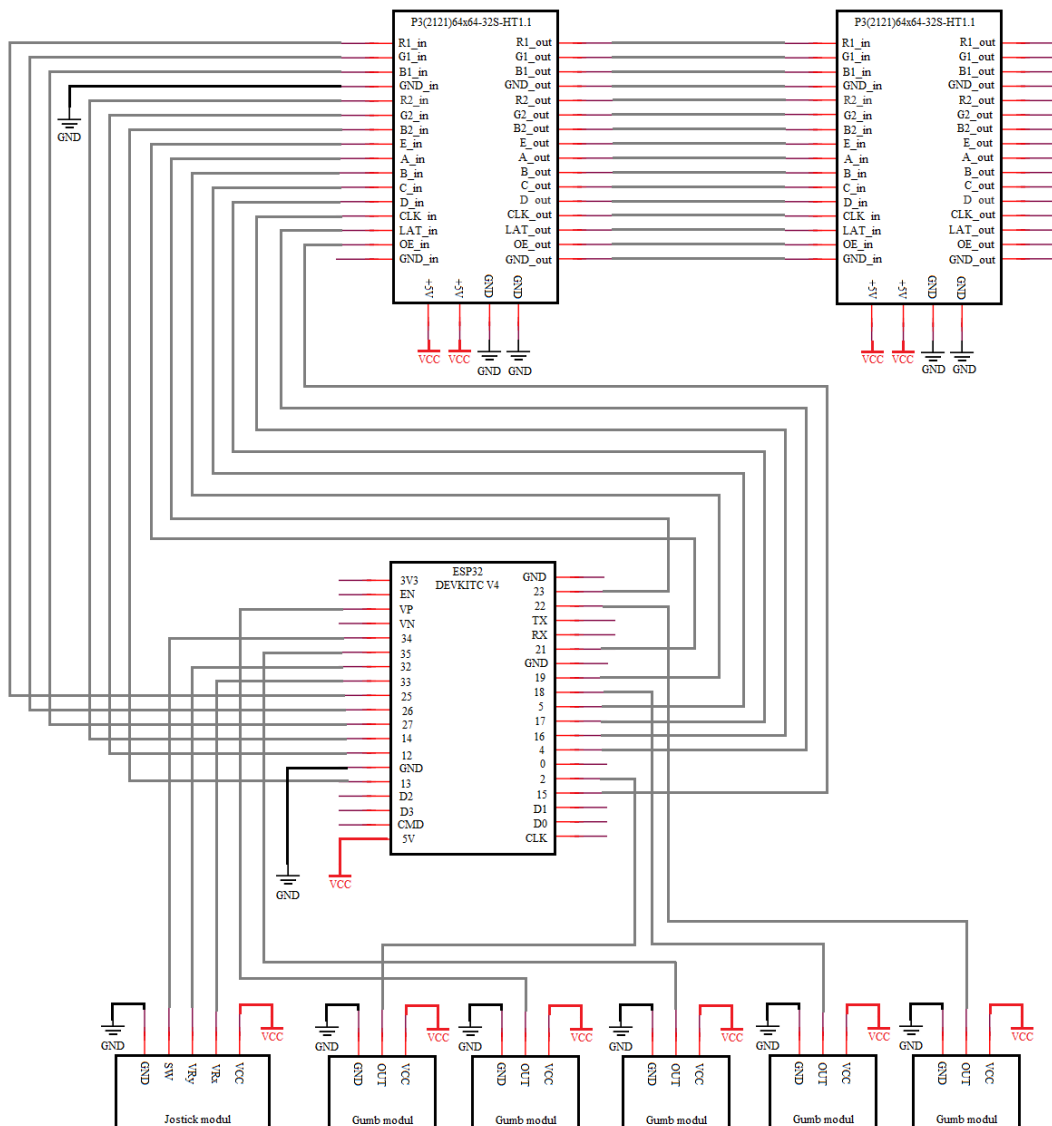 P3(2121)64x64-32S-HT1.1
R1_in
G1_in
B1_in
GND_in
R2_in
G2_in
B2_in
E_in
A_in
B_in
C_in
D_in
CLK_in
LAT_in
OE_in
GND_in
R1_out
G1_out
B1_out
GND_out
R2_out
G2_out
B2_out
E_out
A_out
B_out
C_out
D_out
CLK_out
LAT_out
OE_out
GND_out
+5V
+5V
GND
GND
VCC
VCC
GND
GND
GND
P3(2121)64x64-32S-HT1.1
R1_in
G1_in
B1_in
GND_in
R2_in
G2_in
B2_in
E_in
A_in
B_in
C_in
D_in
CLK_in
LAT_in
OE_in
GND_in
R1_out
G1_out
B1_out
GND_out
R2_out
G2_out
B2_out
E_out
A_out
B_out
C_out
D_out
CLK_out
LAT_out
OE_out
GND_out
+5V
+5V
GND
GND
VCC
VCC
GND
GND
ESP32
DEVKITC V4
3V3
EN
VP
VN
34
35
32
33
25
26
27
14
12
GND
13
D2
D3
CMD
5V
GND
23
22
TX
RX
21
GND
19
18
5
17
16
4
0
2
15
D1
D0
CLK
GND
VCC
GND
VCC
GND
SW
VRy
VRx
VCC
Jostick modul
GND
VCC
GND
OUT
VCC
Gumb modul
GND
VCC
GND
OUT
VCC
Gumb modul
GND
VCC
GND
OUT
VCC
Gumb modul
GND
VCC
GND
OUT
VCC
Gumb modul
GND
VCC
GND
OUT
VCC
Gumb modul